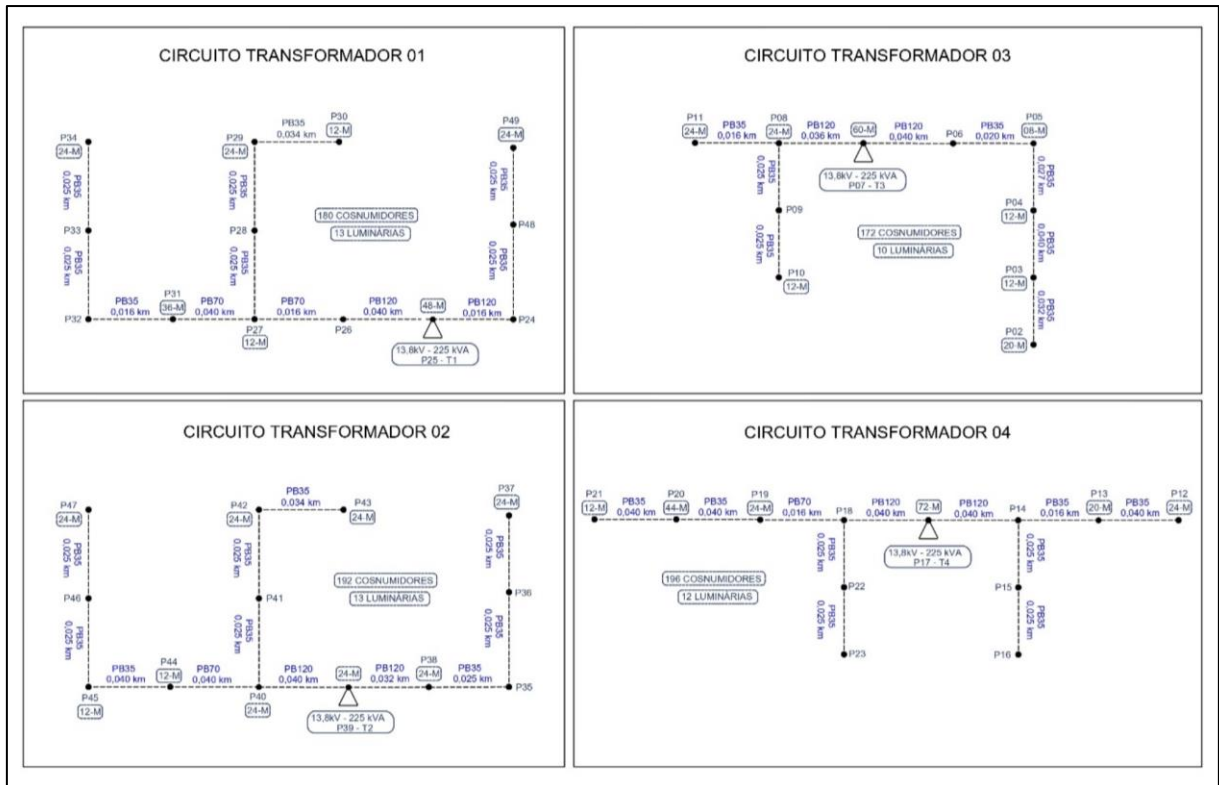 CIRCUITO TRANSFORMADOR 01
P30
PB35
0,034 km
12-M
P34
24-M
P29
24-M
P49
24-M
PB35
0,025 km
PB35
0,025 km
PB35
0,025 km
180 COSNUMIDORES
13 LUMINÁRIAS
P33
P28
P48
PB35
0,025 km
PB35
0,025 km
PB35
0,025 km
P31
36-M
PB35
0,016 km
PB70
0,040 km
PB70
0,016 km
PB120
0.040 km
48-M
PB120
0,016 km
P32
P27
12-M
P26
P24
13,8kV - 225 kVA
P25 - T1
CIRCUITO TRANSFORMADOR 03
P11
24-M
PB35
0,016 km
P08
24-M
PB120
0,036 km
60-M
PB120
0,040 km
P06
PB35
0,020 km
P05
08-M
13,8kV - 225 kVA
P07 - T3
PB35
0,025 km
PB35
0,027 km
P09
P04
12-M
172 COSNUMIDORES
10 LUMINÁRIAS
PB35
0,025 km
PB35
0,040 km
P10
12-M
P03
12-M
PB35
0,032 km
P02
20-M
CIRCUITO TRANSFORMADOR 02
PB35
0,034 km
P47
24-M
P42
24-M
P43
24-M
P37
24-M
PB35
0,025 km
PB35
0,025 km
PB35
0,025 km
192 COSNUMIDORES
13 LUMINÁRIAS
P46
P41
P36
PB35
0,025 km
PB35
0,025 km
PB35
0,025 km
PB35
0,040 km
P44
12-M
PB70
0,040 km
PB120
0,040 km
24-M
PB120
0,032 km
P38
24-M
PB35
0,025 km
P45
12-M
P40
24-M
P35
13,8kV - 225 kVA
P39 - T2
CIRCUITO TRANSFORMADOR 04
P21
12-M
PB35
0,040 km
P20
44-M
PB35
0,040 km
P19
24-M
PB70
0,016 km
P18
PB120
0,040 km
72-M
PB120
0,040 km
P14
PB35
0,016 km
P13
20-M
PB35
0,040 km
P12
24-M
13,8kV - 225 kVA
P17 - T4
PB35
0,025 km
PB35
0,025 km
196 COSNUMIDORES
12 LUMINÁRIAS
P22
P15
PB35
0,025 km
PB35
0,025 km
P23
P16